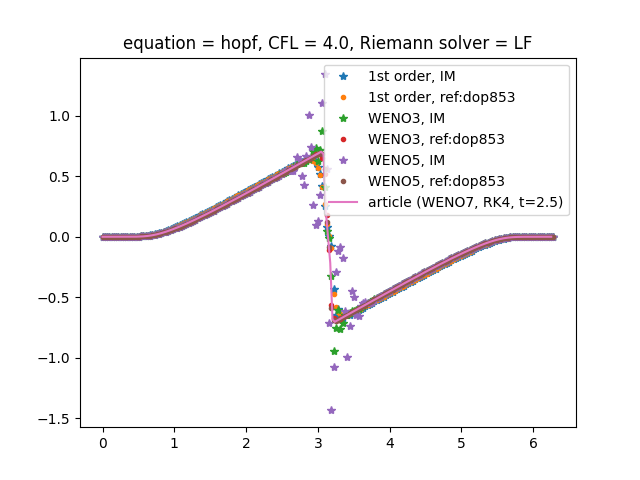 equation = hopf, CFL = 4.0, Riemann solver = LF
1st order, IM
1st order, ref:dop853
WENO3, IM
WENO3, ref:dop853
WENO5, IM
WENO5, ref:dop853
article (WENO7, RK4, t=2.5)
1.0
0.5
0.0
−0.5
−1.0
−1.5
0 1 2 3 4 5 6